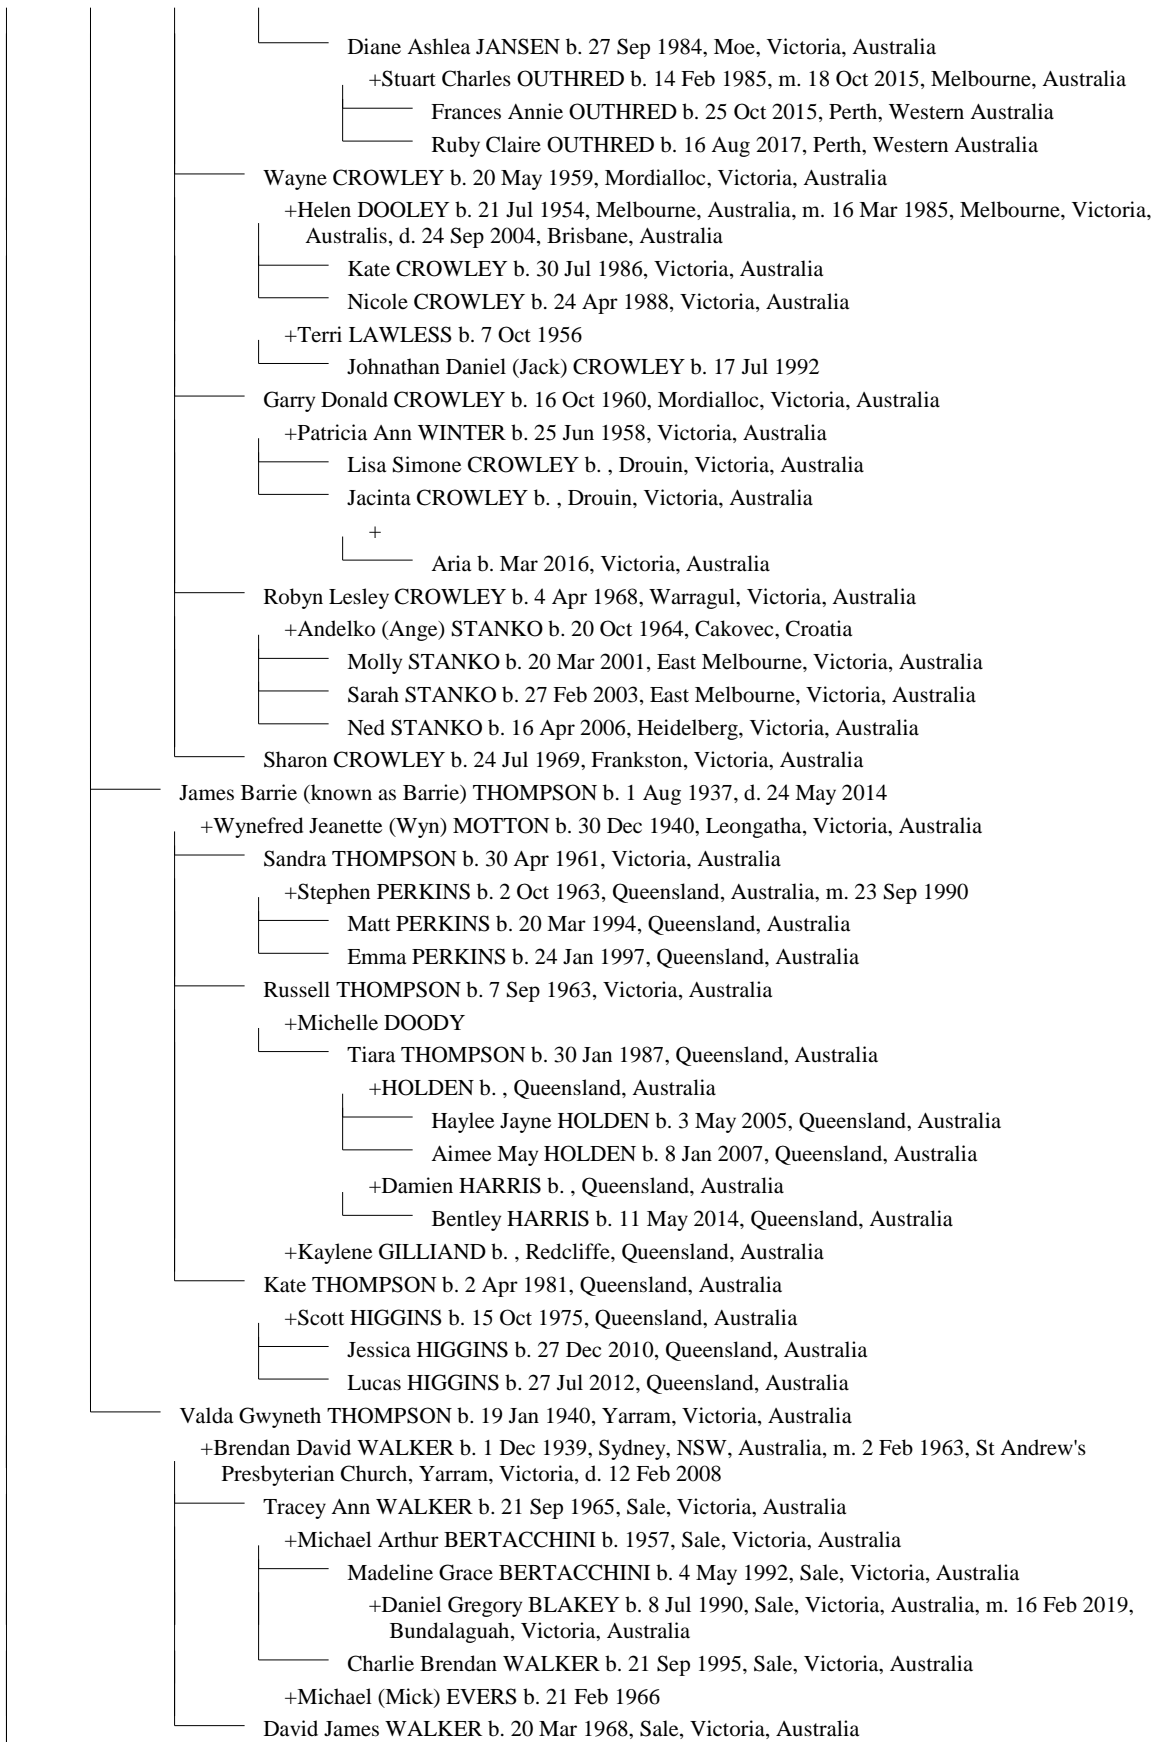 Diane Ashlea JANSEN b. 27 Sep 1984, Moe, Victoria, Australia
+Stuart Charles OUTHRED b. 14 Feb 1985, m. 18 Oct 2015, Melbourne, Australia
Frances Annie OUTHRED b. 25 Oct 2015, Perth, Western Australia
Ruby Claire OUTHRED b. 16 Aug 2017, Perth, Western Australia
Wayne CROWLEY b. 20 May 1959, Mordialloc, Victoria, Australia
+Helen DOOLEY b. 21 Jul 1954, Melbourne, Australia, m. 16 Mar 1985, Melbourne, Victoria,
Australis, d. 24 Sep 2004, Brisbane, Australia
Kate CROWLEY b. 30 Jul 1986, Victoria, Australia
Nicole CROWLEY b. 24 Apr 1988, Victoria, Australia
+Terri LAWLESS b. 7 Oct 1956
Johnathan Daniel (Jack) CROWLEY b. 17 Jul 1992
Garry Donald CROWLEY b. 16 Oct 1960, Mordialloc, Victoria, Australia
+Patricia Ann WINTER b. 25 Jun 1958, Victoria, Australia
Lisa Simone CROWLEY b. , Drouin, Victoria, Australia
Jacinta CROWLEY b. , Drouin, Victoria, Australia
+
Aria b. Mar 2016, Victoria, Australia
Robyn Lesley CROWLEY b. 4 Apr 1968, Warragul, Victoria, Australia
+Andelko (Ange) STANKO b. 20 Oct 1964, Cakovec, Croatia
Molly STANKO b. 20 Mar 2001, East Melbourne, Victoria, Australia
Sarah STANKO b. 27 Feb 2003, East Melbourne, Victoria, Australia
Ned STANKO b. 16 Apr 2006, Heidelberg, Victoria, Australia
Sharon CROWLEY b. 24 Jul 1969, Frankston, Victoria, Australia
James Barrie (known as Barrie) THOMPSON b. 1 Aug 1937, d. 24 May 2014
+Wynefred Jeanette (Wyn) MOTTON b. 30 Dec 1940, Leongatha, Victoria, Australia
Sandra THOMPSON b. 30 Apr 1961, Victoria, Australia
+Stephen PERKINS b. 2 Oct 1963, Queensland, Australia, m. 23 Sep 1990
Matt PERKINS b. 20 Mar 1994, Queensland, Australia
Emma PERKINS b. 24 Jan 1997, Queensland, Australia
Russell THOMPSON b. 7 Sep 1963, Victoria, Australia
+Michelle DOODY
Tiara THOMPSON b. 30 Jan 1987, Queensland, Australia
+HOLDEN b. , Queensland, Australia
Haylee Jayne HOLDEN b. 3 May 2005, Queensland, Australia
Aimee May HOLDEN b. 8 Jan 2007, Queensland, Australia
+Damien HARRIS b. , Queensland, Australia
Bentley HARRIS b. 11 May 2014, Queensland, Australia
+Kaylene GILLIAND b. , Redcliffe, Queensland, Australia
Kate THOMPSON b. 2 Apr 1981, Queensland, Australia
+Scott HIGGINS b. 15 Oct 1975, Queensland, Australia
Jessica HIGGINS b. 27 Dec 2010, Queensland, Australia
Lucas HIGGINS b. 27 Jul 2012, Queensland, Australia
Valda Gwyneth THOMPSON b. 19 Jan 1940, Yarram, Victoria, Australia
+Brendan David WALKER b. 1 Dec 1939, Sydney, NSW, Australia, m. 2 Feb 1963, St Andrew's
Presbyterian Church, Yarram, Victoria, d. 12 Feb 2008
Tracey Ann WALKER b. 21 Sep 1965, Sale, Victoria, Australia
+Michael Arthur BERTACCHINI b. 1957, Sale, Victoria, Australia
Madeline Grace BERTACCHINI b. 4 May 1992, Sale, Victoria, Australia
+Daniel Gregory BLAKEY b. 8 Jul 1990, Sale, Victoria, Australia, m. 16 Feb 2019,
Bundalaguah, Victoria, Australia
Charlie Brendan WALKER b. 21 Sep 1995, Sale, Victoria, Australia
+Michael (Mick) EVERS b. 21 Feb 1966
David James WALKER b. 20 Mar 1968, Sale, Victoria, Australia